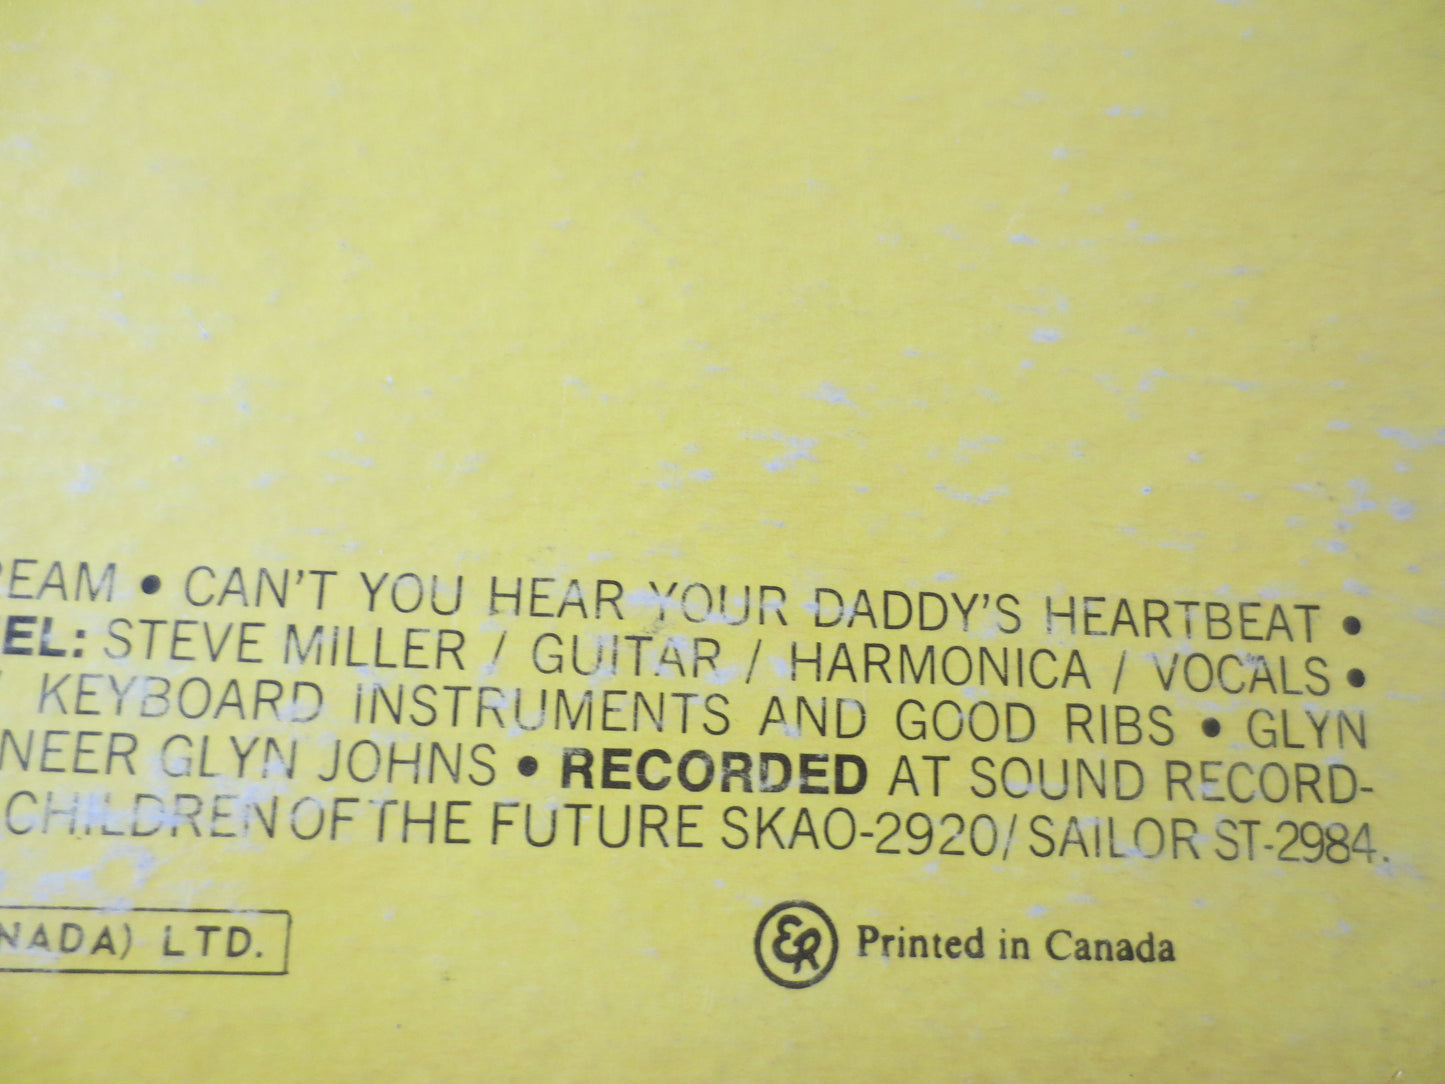 EAM • CAN'T YOU HEAR YOUR DADDY'S HEARTBEAT •
EL: STEVE MILLER / GUITAR / HARMONICA / VOCALS •
/ KEYBOARD INSTRUMENTS AND GOOD RIBS • GLYN
NEER GLYN JOHNS • RECORDED AT SOUND RECORD-
CHILDREN OF THE FUTURE SKAO-2920/SAILOR ST-2984.
NADA) LTD.
ER Printed in Canada